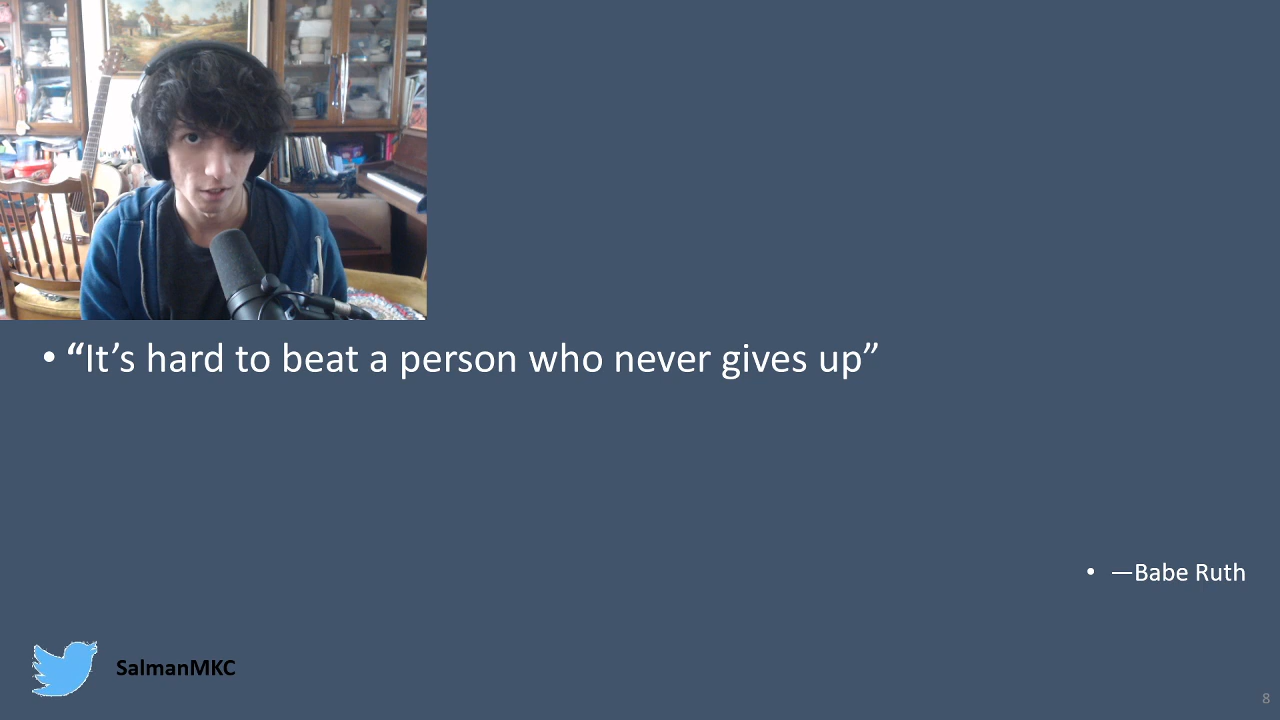 • “It’s hard to beat a person who never gives up”
• —Babe Ruth
SalmanMKC
8